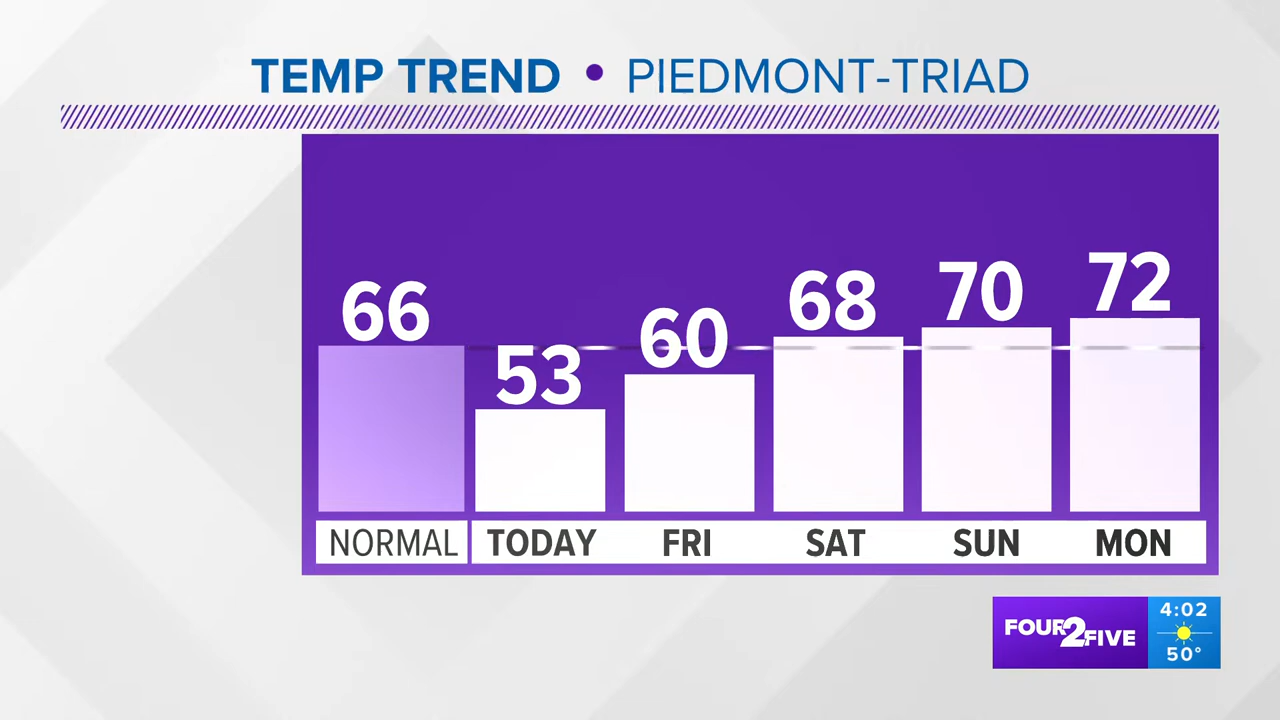 TEMP TREND • PIEDMONT-TRIAD
66 53 60 68 70 72
NORMAL TODAY FRI SAT SUN MON
FOUR2FIVE
4:02
50°